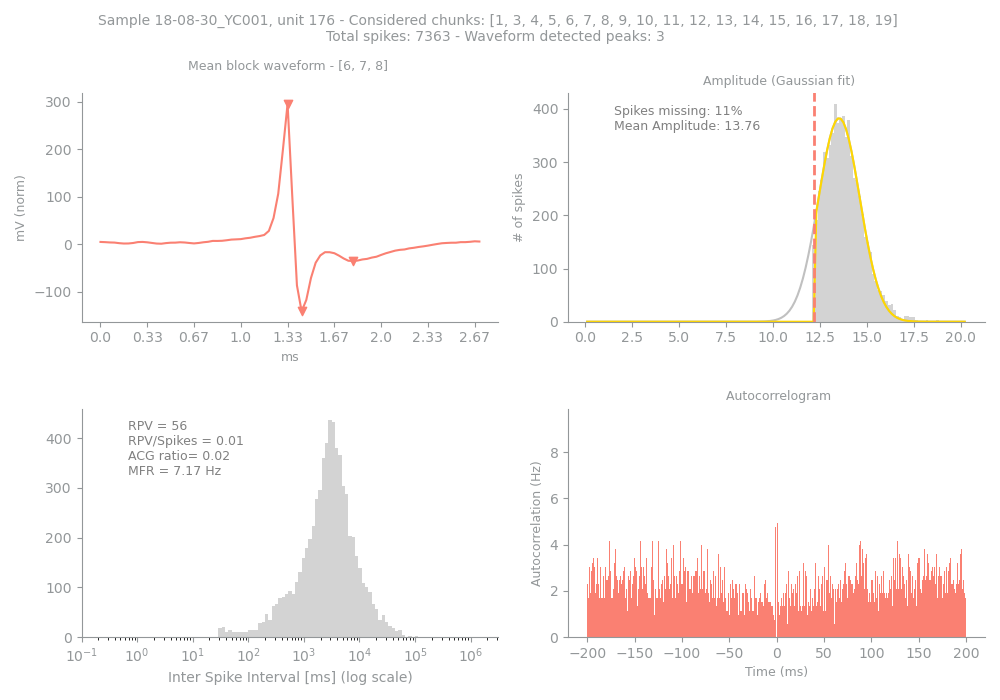 Sample 18-08-30_YC001, unit 176 - Considered chunks: [1, 3, 4, 5, 6, 7, 8, 9, 10, 11, 12, 13, 14, 15, 16, 17, 18, 19]
Total spikes: 7363 - Waveform detected peaks: 3
Mean block waveform - [6, 7, 8]
mV (norm)
300
200
100
0
−100
0.0 0.33 0.67 1.0 1.33 1.67 2.0 2.33 2.67
ms
Amplitude (Gaussian fit)
Spikes missing: 11%
Mean Amplitude: 13.76
# of spikes
400
300
200
100
0
0.0 2.5 5.0 7.5 10.0 12.5 15.0 17.5 20.0
RPV = 56
RPV/Spikes = 0.01
ACG ratio= 0.02
MFR = 7.17 Hz
400
300
200
100
0
10⁻¹ 10⁰ 10¹ 10² 10³ 10⁴ 10⁵ 10⁶
Inter Spike Interval [ms] (log scale)
Autocorrelogram
Autocorrelation (Hz)
8
6
4
2
0
−200 −150 −100 −50 0 50 100 150 200
Time (ms)